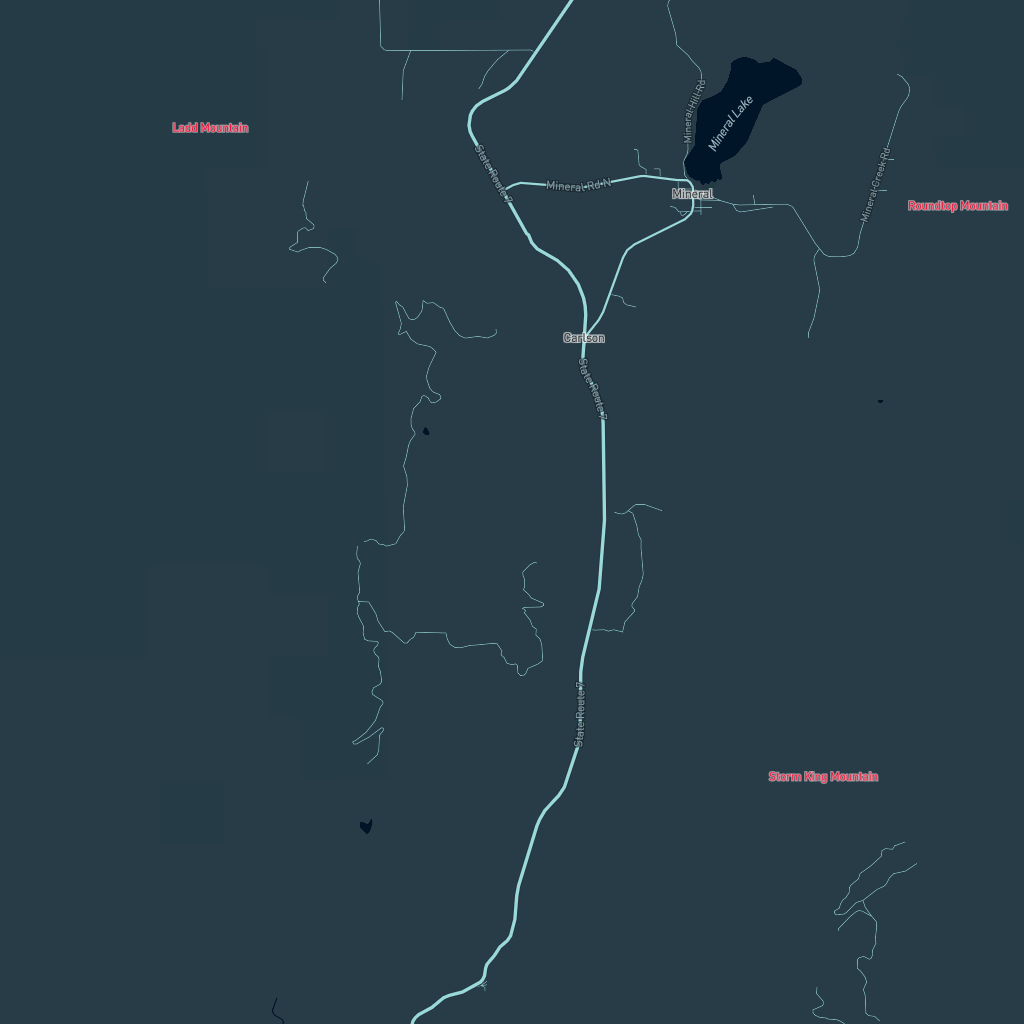 Mineral Hill Rd
Mineral Lake
Ladd Mountain
State Route 7
Mineral Rd N
Mineral
Mineral Creek Rd
Roundtop Mountain
Carlson
State Route 7
State Route 7
Storm King Mountain